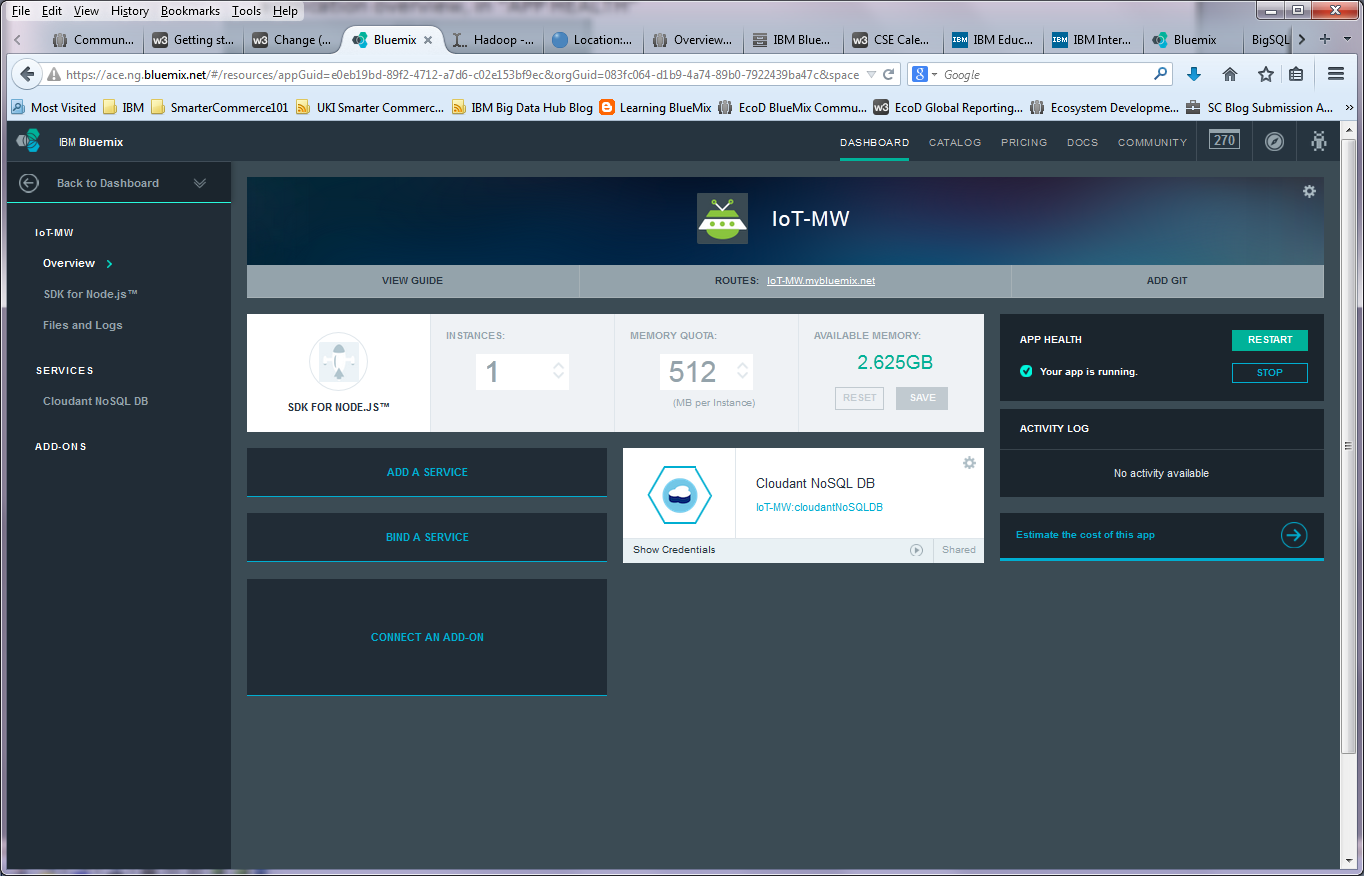 ication overview, in "APP HEALTH"
File Edit View History Bookmarks Tools Help
Commun... Getting st... Change (... Bluemix Hadoop -... Location:... Overview... IBM Blue... CSE Cale... IBM Educ... IBM Inter... Bluemix BigSQL
https://ace.ng.bluemix.net/#/resources/appGuid=e0eb19bd-89f2-4712-a7d6-c02e153bf9ec&orgGuid=083fc064-d1b9-4a74-89b0-7922439ba47c&space Google
Most Visited IBM SmarterCommerce101 UKI Smarter Commerc... IBM Big Data Hub Blog Learning BlueMix EcoD BlueMix Commu... w3 EcoD Global Reporting... Ecosystem Developme... SC Blog Submission A... »
IBM Bluemix DASHBOARD CATALOG PRICING DOCS COMMUNITY 270
Back to Dashboard
IoT-MW
Overview
SDK for Node.js™
Files and Logs
SERVICES
Cloudant NoSQL DB
ADD-ONS
IoT-MW
VIEW GUIDE ROUTES: IoT-MW.mybluemix.net ADD GIT
SDK FOR NODE.JS™
INSTANCES:
1
MEMORY QUOTA:
512
(MB per Instance)
AVAILABLE MEMORY:
2.625GB
RESET SAVE
APP HEALTH RESTART
Your app is running. STOP
ACTIVITY LOG
No activity available
Estimate the cost of this app
ADD A SERVICE
BIND A SERVICE
CONNECT AN ADD-ON
Cloudant NoSQL DB
IoT-MW:cloudantNoSQLDB
Show Credentials Shared